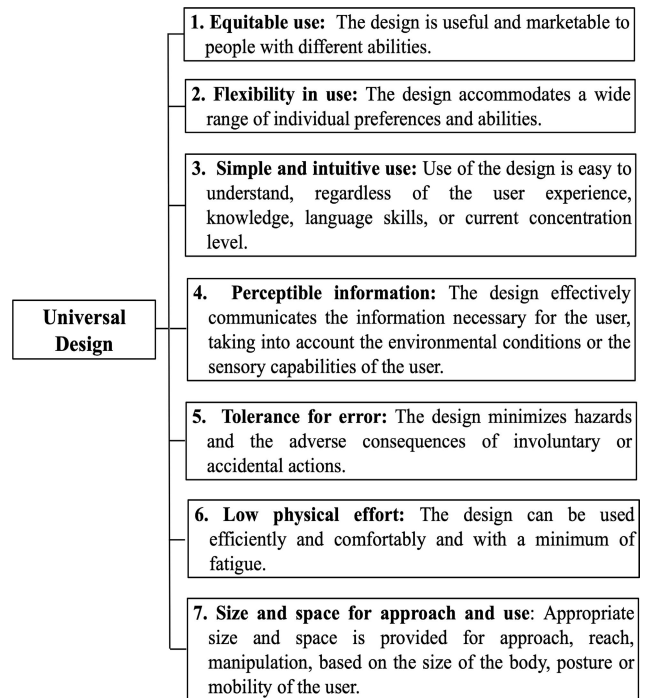 1. Equitable use: The design is useful and marketable to
people with different abilities.
2. Flexibility in use: The design accommodates a wide
range of individual preferences and abilities.
3. Simple and intuitive use: Use of the design is easy to
understand, regardless of the user experience,
knowledge, language skills, or current concentration
level.
Universal
Design
4. Perceptible information: The design effectively
communicates the information necessary for the user,
taking into account the environmental conditions or the
sensory capabilities of the user.
5. Tolerance for error: The design minimizes hazards
and the adverse consequences of involuntary or
accidental actions.
6. Low physical effort: The design can be used
efficiently and comfortably and with a minimum of
fatigue.
7. Size and space for approach and use: Appropriate
size and space is provided for approach, reach,
manipulation, based on the size of the body, posture or
mobility of the user.